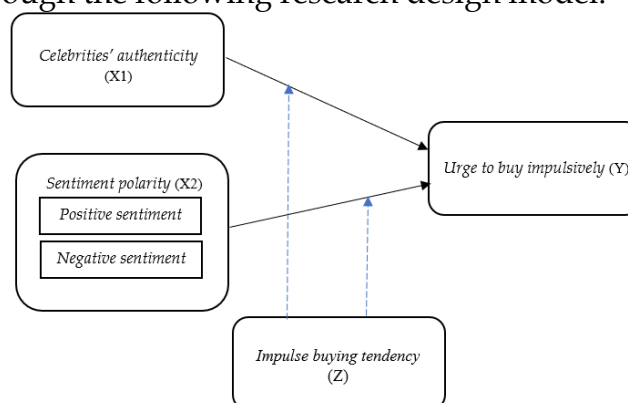 ough the following research design model:
Celebrities' authenticity
(X1)
Sentiment polarity (X2)
Positive sentiment
Negative sentiment
Urge to buy impulsively (Y)
Impulse buying tendency
(Z)